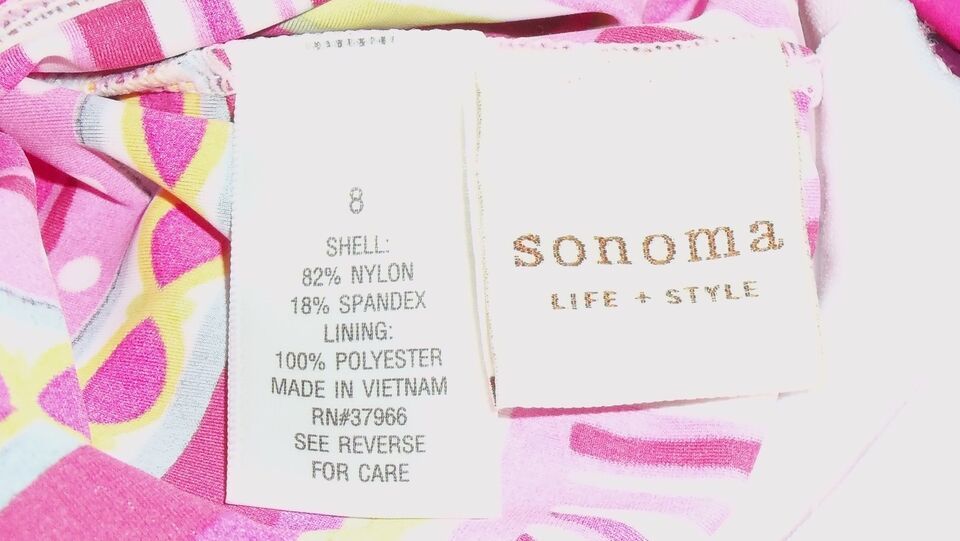 8
SHELL:
82% NYLON
18% SPANDEX
LINING:
100% POLYESTER
MADE IN VIETNAM
RN#37966
SEE REVERSE
FOR CARE
sonoma
LIFE + STYLE